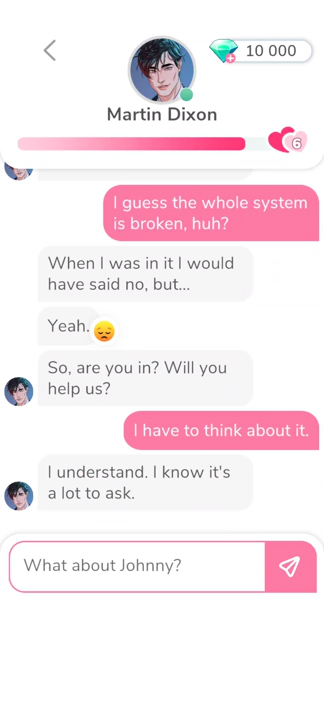 10 000
Martin Dixon
6
I guess the whole system
is broken, huh?
When I was in it I would
have said no, but...
Yeah.
So, are you in? Will you
help us?
I have to think about it.
I understand. I know it's
a lot to ask.
What about Johnny?